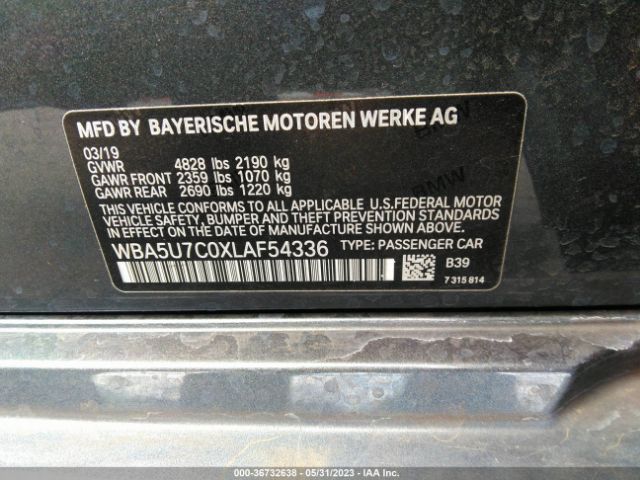 MFD BY BAYERISCHE MOTOREN WERKE AG
03/19
GVWR 4828 lbs 2190 kg
GAWR FRONT 2359 lbs 1070 kg
GAWR REAR 2690 lbs 1220 kg
THIS VEHICLE CONFORMS TO ALL APPLICABLE U.S.FEDERAL MOTOR
VEHICLE SAFETY, BUMPER AND THEFT PREVENTION STANDARDS
IN EFFECT ON THE DATE OF MANUFACTURE SHOWN ABOVE.
WBA5U7C0XLAF54336 TYPE: PASSENGER CAR
B39
7 315 814
BMW
000-36732638 - 05/31/2023 - IAA Inc.